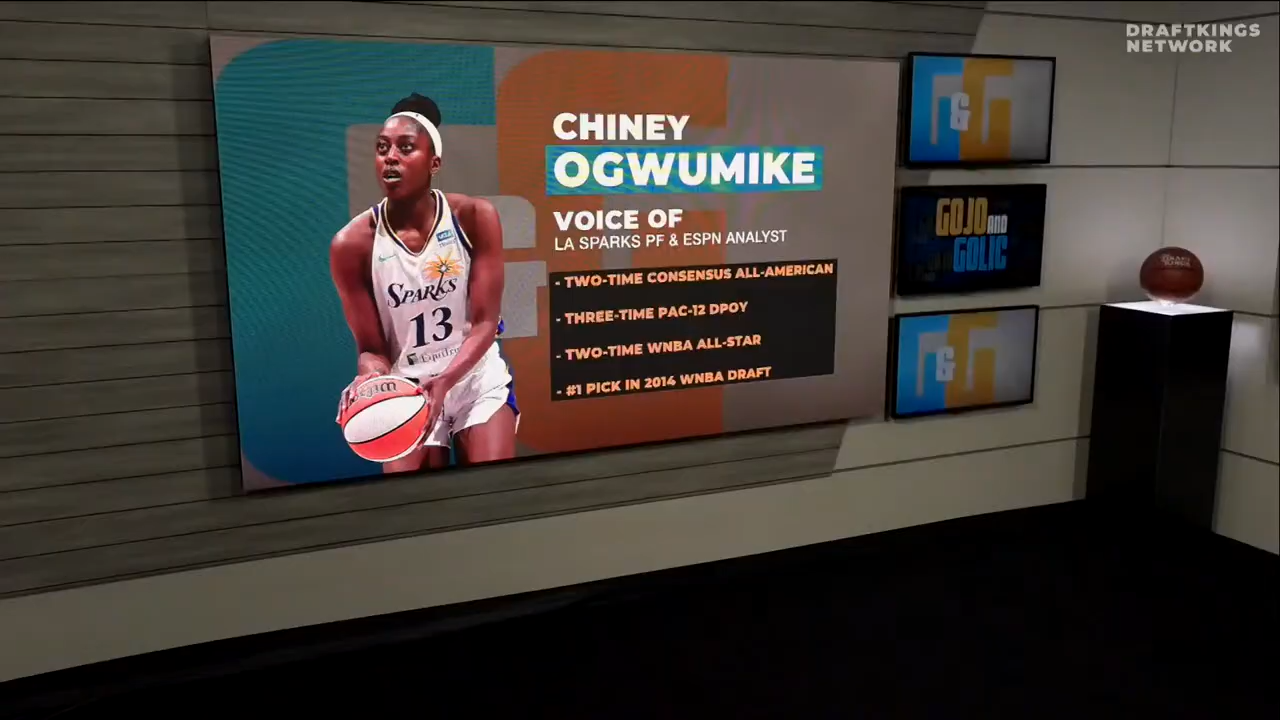 DRAFTKINGS
NETWORK
CHINEY
OGWUMIKE
VOICE OF
LA SPARKS PF & ESPN ANALYST
- TWO-TIME CONSENSUS ALL-AMERICAN
- THREE-TIME PAC-12 DPOY
- TWO-TIME WNBA ALL-STAR
- #1 PICK IN 2014 WNBA DRAFT
SPARKS
13
G&G
GOJO AND
GOLIC
G&G